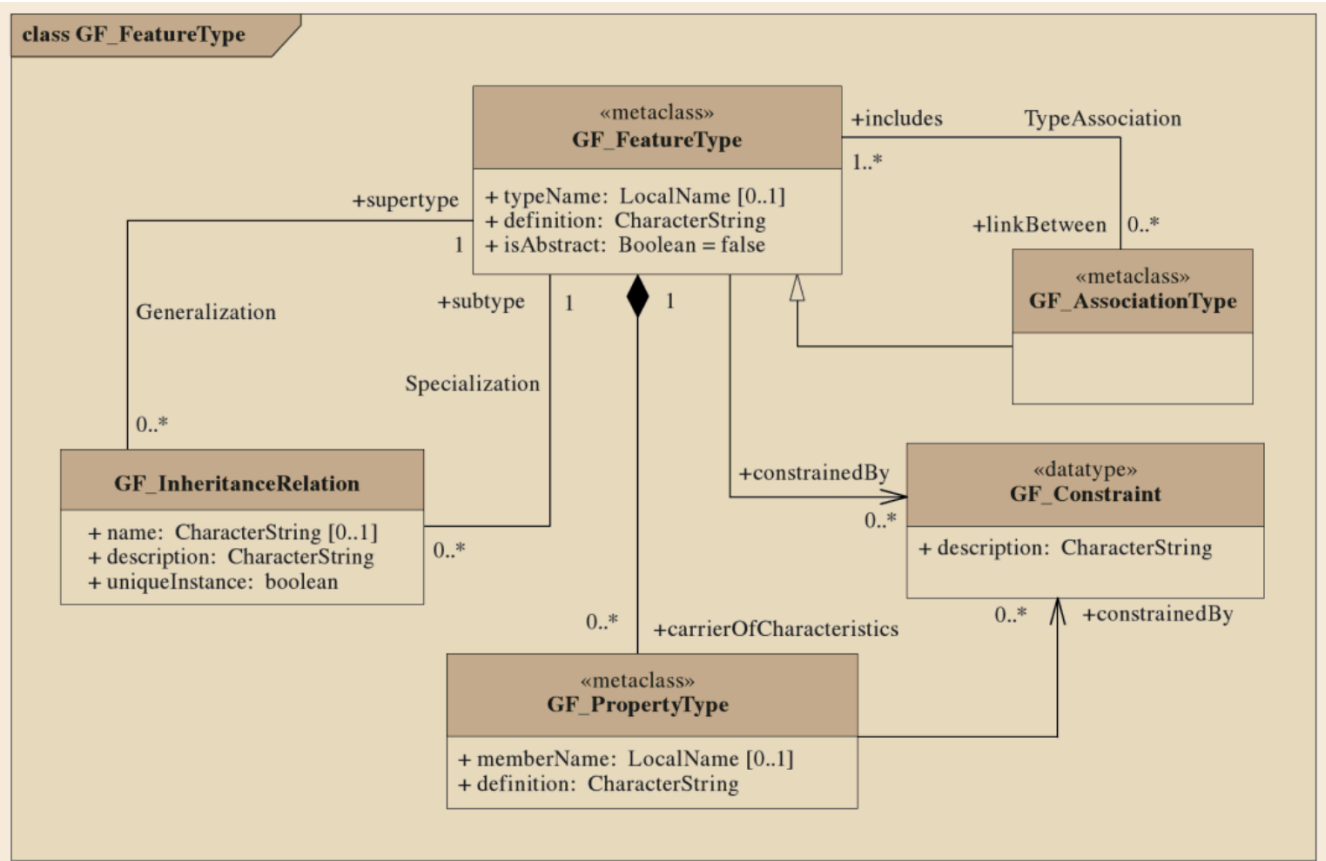 class GF_FeatureType
«metaclass»
GF_FeatureType
+ typeName: LocalName [0..1]
+ definition: CharacterString
+ isAbstract: Boolean = false
+includes
TypeAssociation
1..*
+linkBetween
0..*
«metaclass»
GF_AssociationType
+supertype
1
Generalization
0..*
+subtype
1
Specialization
0..*
1
GF_InheritanceRelation
+ name: CharacterString [0..1]
+ description: CharacterString
+ uniqueInstance: boolean
+constrainedBy
0..*
«datatype»
GF_Constraint
+ description: CharacterString
0..*
+constrainedBy
0..*
+carrierOfCharacteristics
«metaclass»
GF_PropertyType
+ memberName: LocalName [0..1]
+ definition: CharacterString